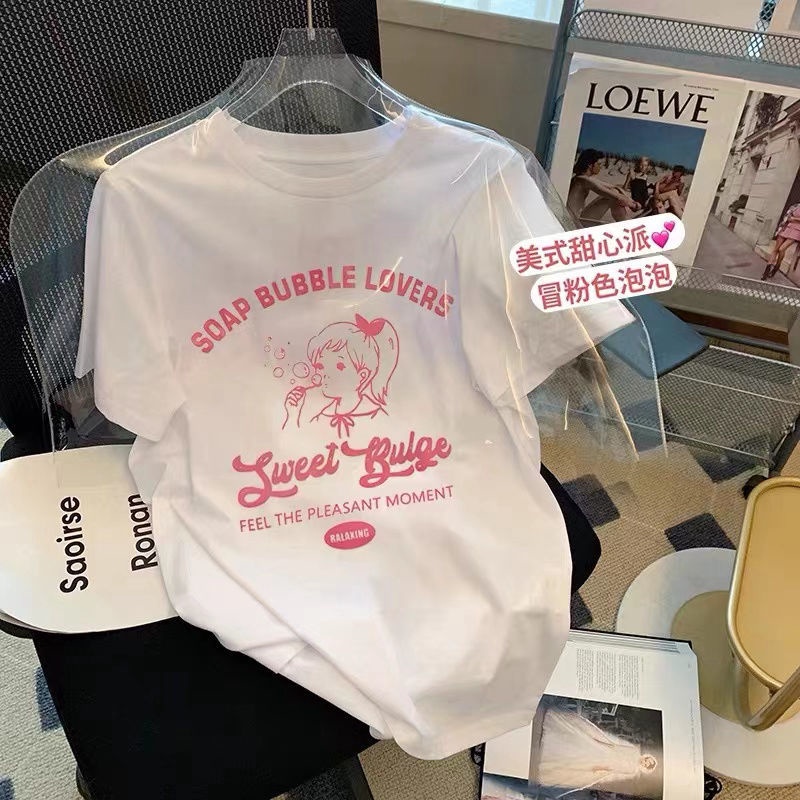 LOEWE
美式甜心派💕
冒粉色泡泡
SOAP BUBBLE LOVERS
Sweet Bulge
FEEL THE PLEASANT MOMENT
RALAXING
Saoirse
Ronan